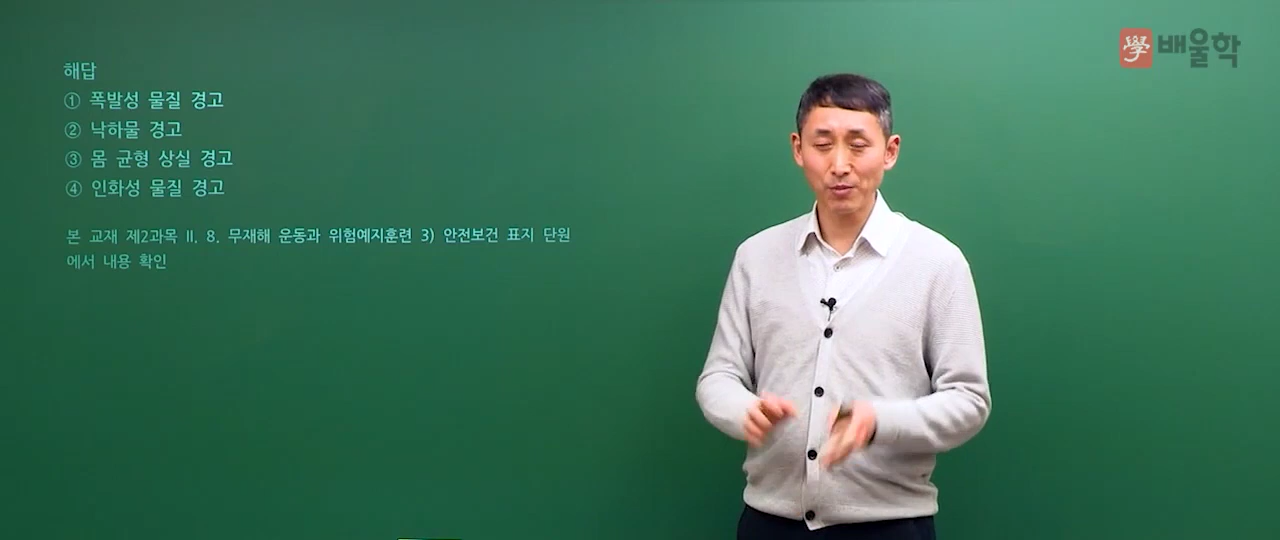 學 배울학
해답
① 폭발성 물질 경고
② 낙하물 경고
③ 몸 균형 상실 경고
④ 인화성 물질 경고
본 교재 제2과목 II. 8. 무재해 운동과 위험예지훈련 3) 안전보건 표지 단원
에서 내용 확인